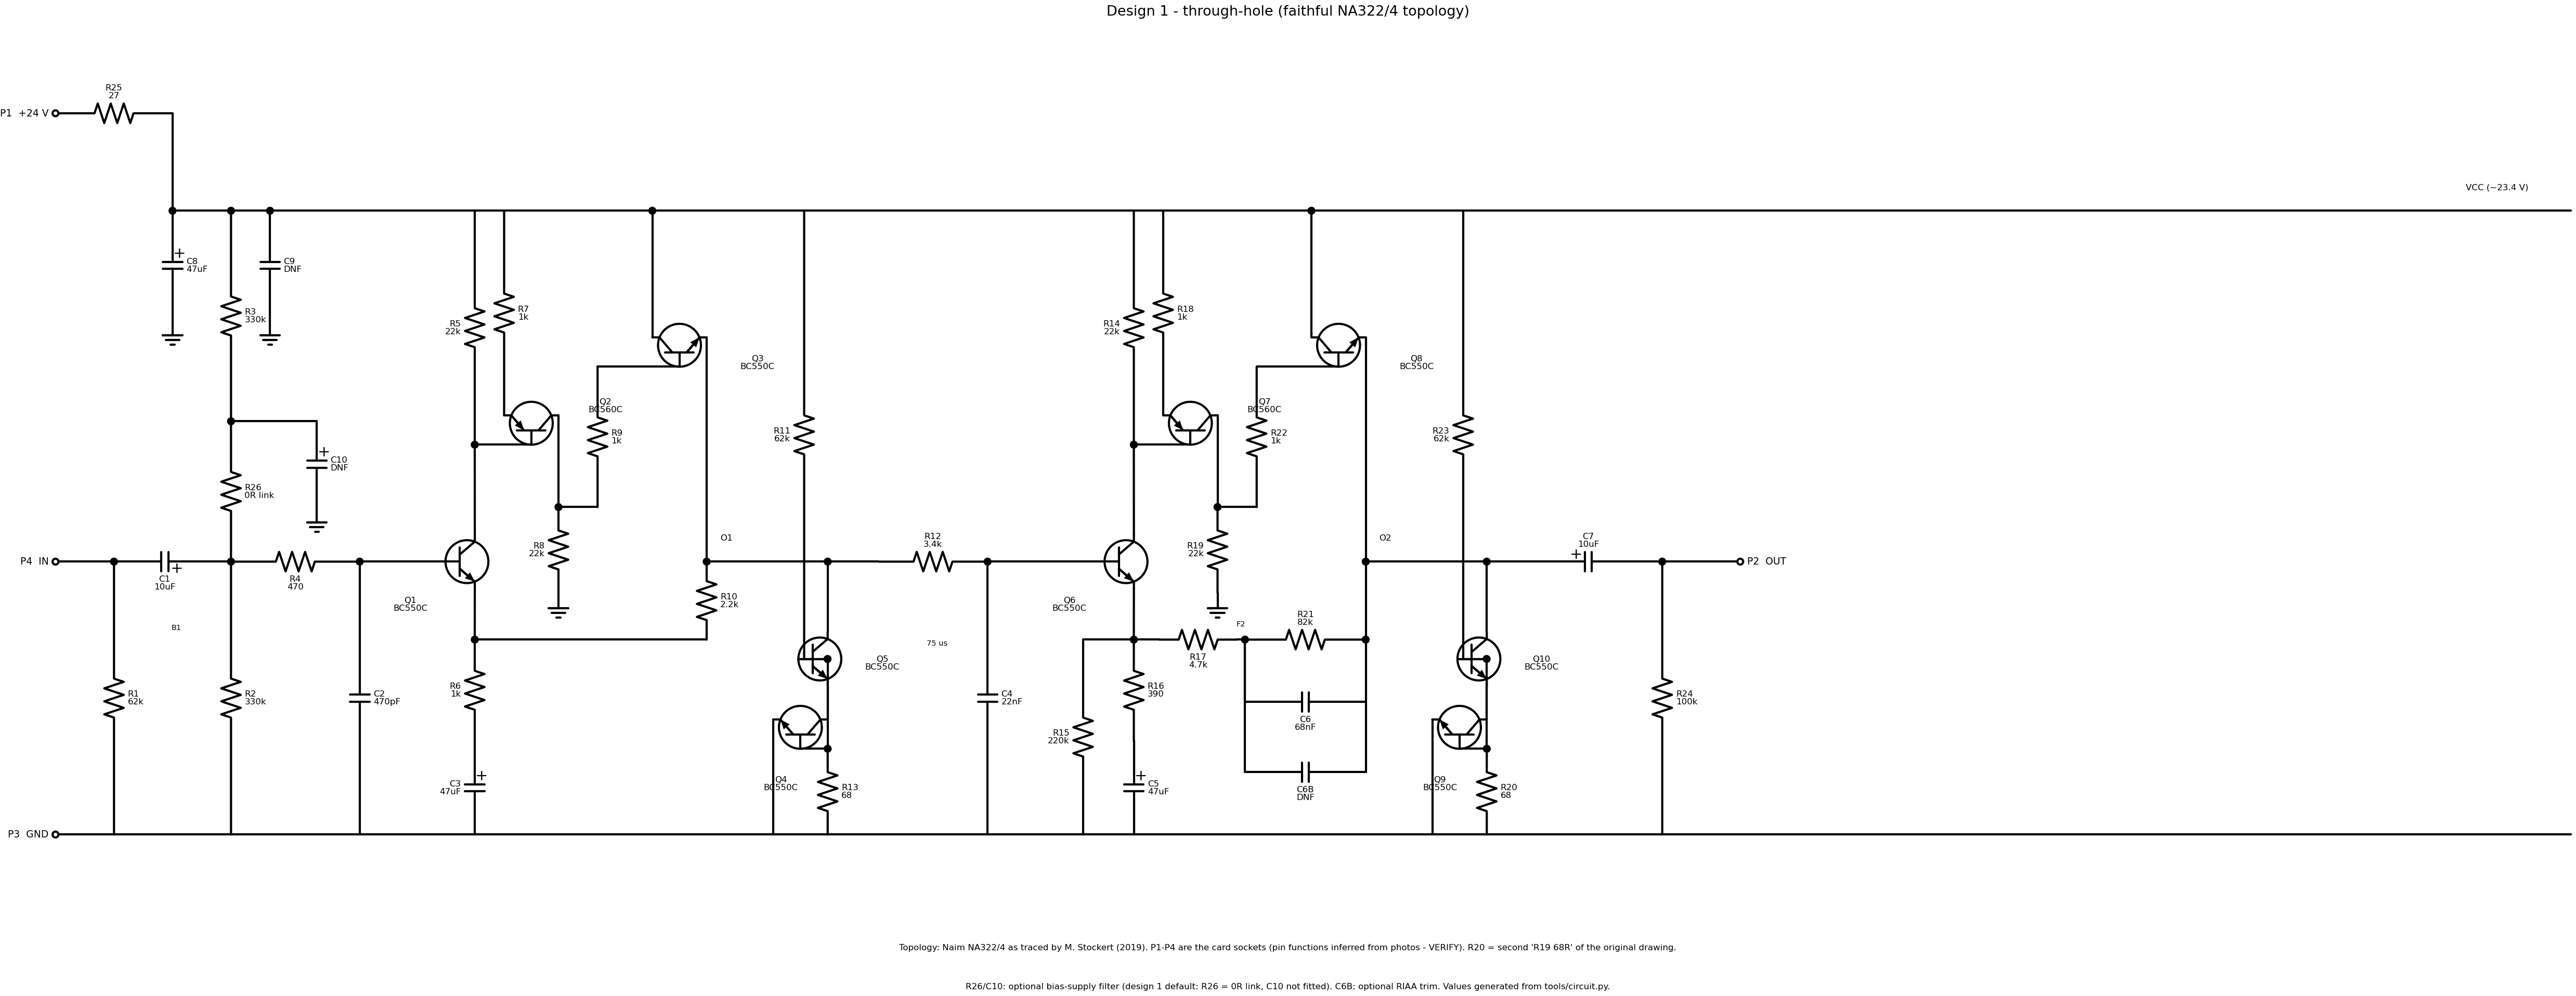 Design 1 - through-hole (faithful NA322/4 topology)
R25
27
P1 +24 V
VCC (~23.4 V)
+
C8
47uF
C9
DNF
R3
330k
R5
22k
R7
1k
Q3
BC550C
R14
22k
R18
1k
Q8
BC550C
Q2
BC560C
Q7
BC560C
R9
1k
R11
62k
R22
1k
R23
62k
+
C10
DNF
R26
0R link
O1
R12
3.4k
O2
C7
10uF
R8
22k
R19
22k
P4 IN
+
C1
10uF
R4
470
+
P2 OUT
Q1
BC550C
R10
2.2k
Q6
BC550C
R21
82k
B1
F2
75 us
Q5
BC550C
R17
4.7k
Q10
BC550C
R1
62k
R2
330k
C2
470pF
R6
1k
C4
22nF
R16
390
R24
100k
C6
68nF
R15
220k
+
C3
47uF
Q4
BC550C
R13
68
+
C5
47uF
C6B
DNF
Q9
BC550C
R20
68
P3 GND
Topology: Naim NA322/4 as traced by M. Stockert (2019). P1-P4 are the card sockets (pin functions inferred from photos - VERIFY). R20 = second 'R19 68R' of the original drawing.
R26/C10: optional bias-supply filter (design 1 default: R26 = 0R link, C10 not fitted). C6B: optional RIAA trim. Values generated from tools/circuit.py.